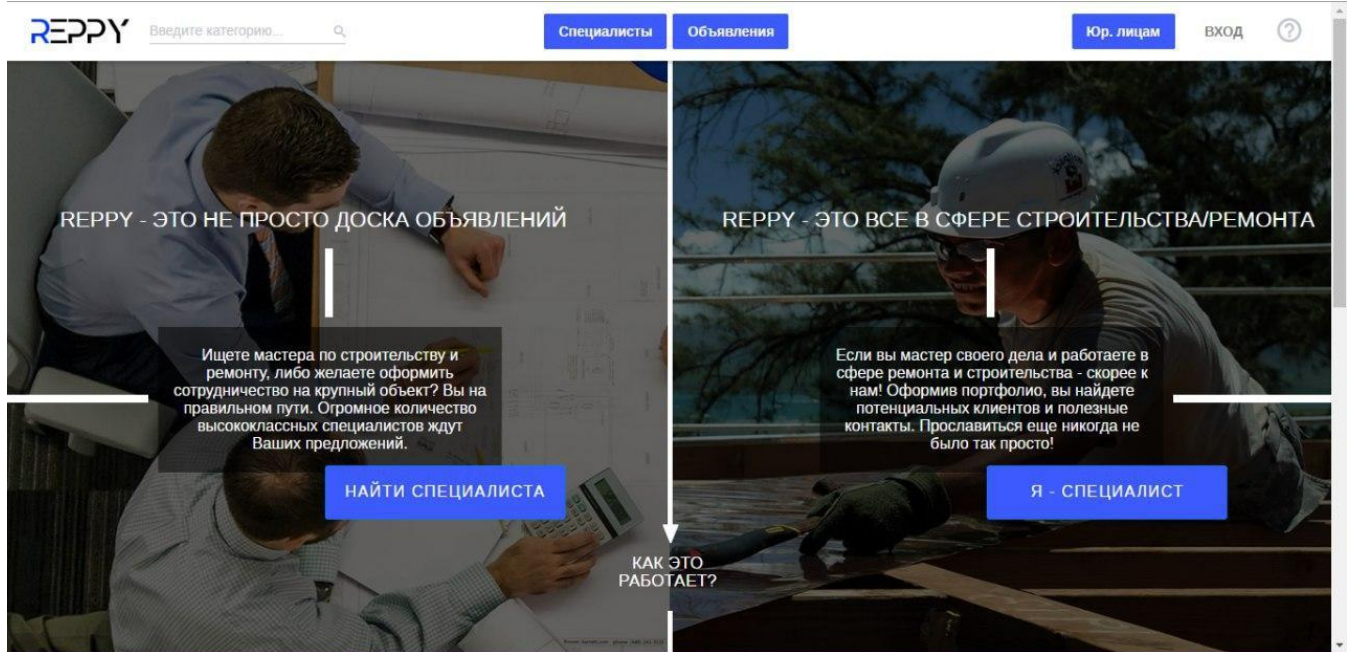 REPPY
Введите категорию...
Специалисты
Объявления
Юр. лицам
ВХОД
?
REPPY - ЭТО НЕ ПРОСТО ДОСКА ОБЪЯВЛЕНИЙ
Ищете мастера по строительству и
ремонту, либо желаете оформить
сотрудничество на крупный объект? Вы на
правильном пути. Огромное количество
высококлассных специалистов ждут
Ваших предложений.
НАЙТИ СПЕЦИАЛИСТА
REPPY - ЭТО ВСЕ В СФЕРЕ СТРОИТЕЛЬСТВА/РЕМОНТА
Если вы мастер своего дела и работаете в
сфере ремонта и строительства - скорее к
нам! Оформив портфолио, вы найдете
потенциальных клиентов и полезные
контакты. Прославиться еще никогда не
было так просто!
Я - СПЕЦИАЛИСТ
КАК ЭТО
РАБОТАЕТ?